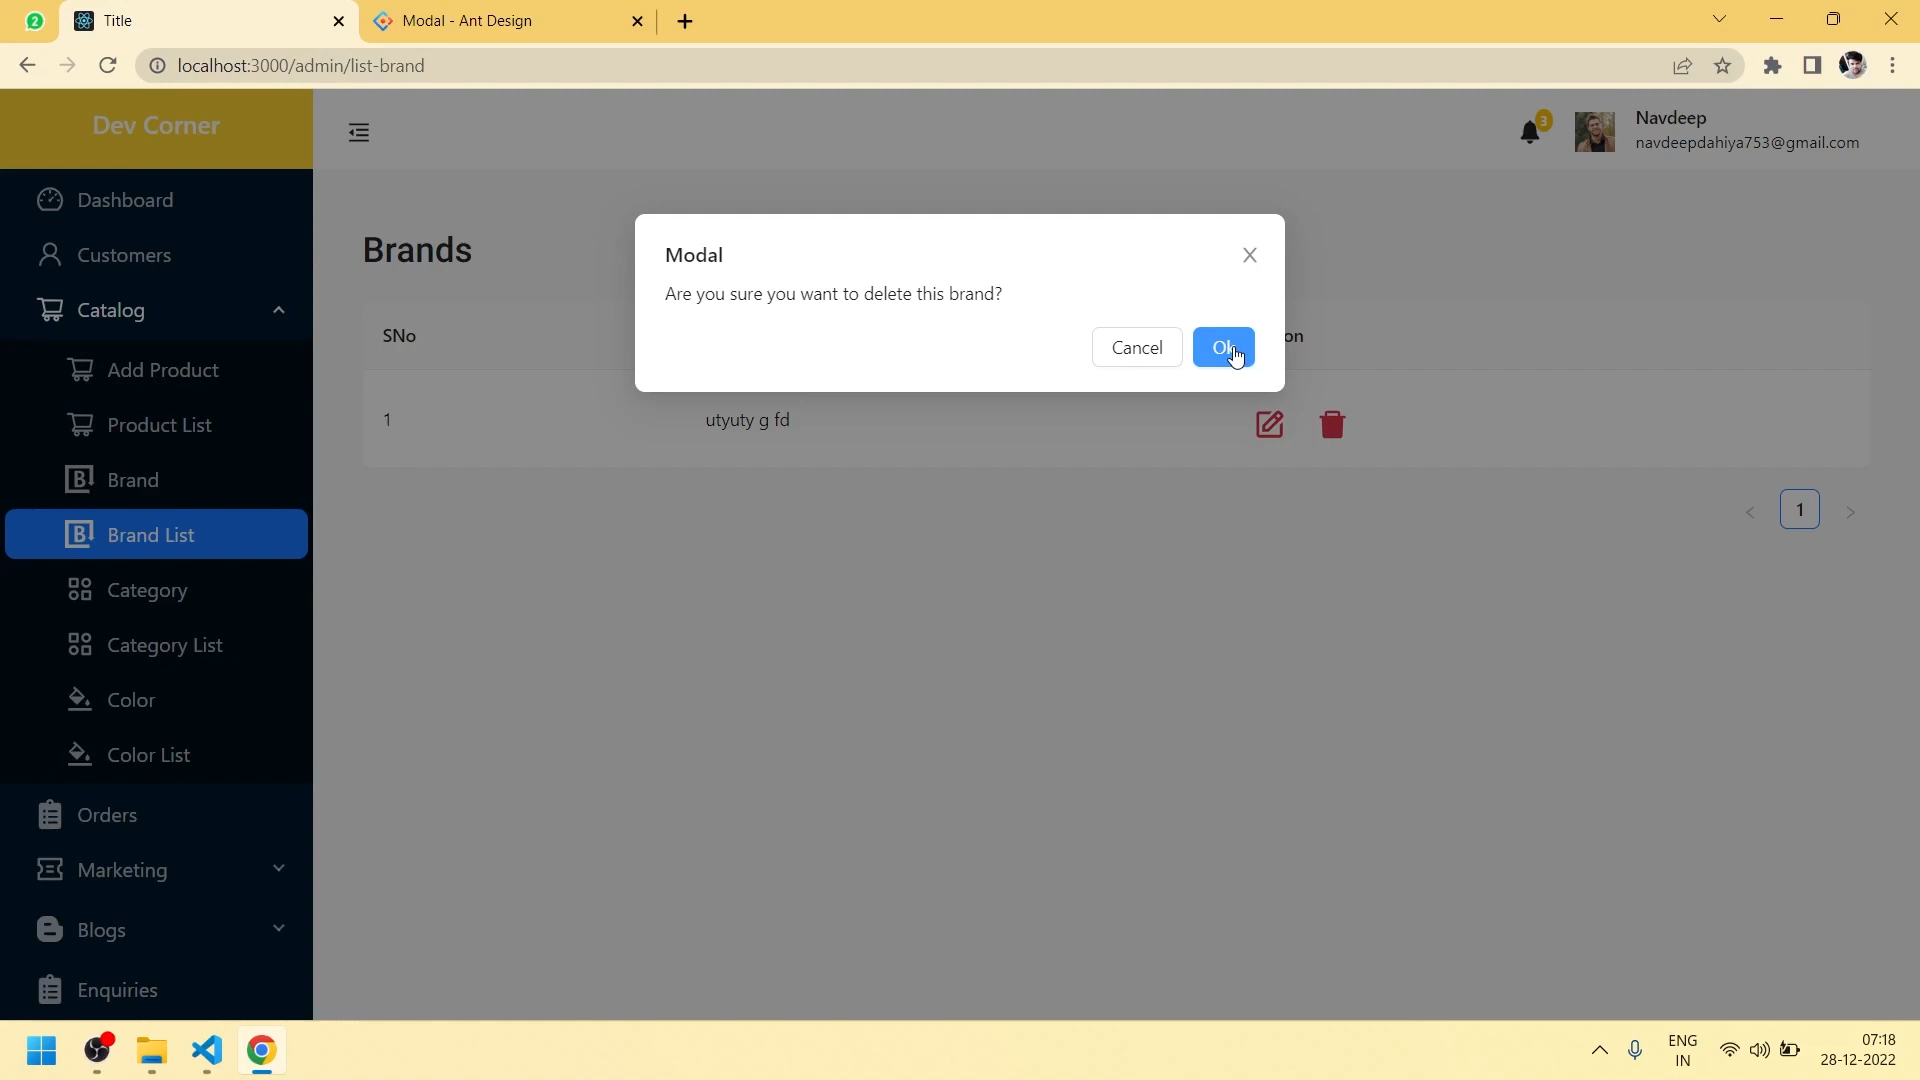 2
Title
Modal - Ant Design
localhost:3000/admin/list-brand
Dev Corner
3
Navdeep
navdeepdahiya753@gmail.com
Dashboard
Customers
Catalog
Add Product
Product List
Brand
Brand List
Category
Category List
Color
Color List
Orders
Marketing
Blogs
Enquiries
Brands
Modal
Are you sure you want to delete this brand?
Cancel
Ok
SNo
on
1
utyuty g fd
1
ENG
IN
07:18
28-12-2022